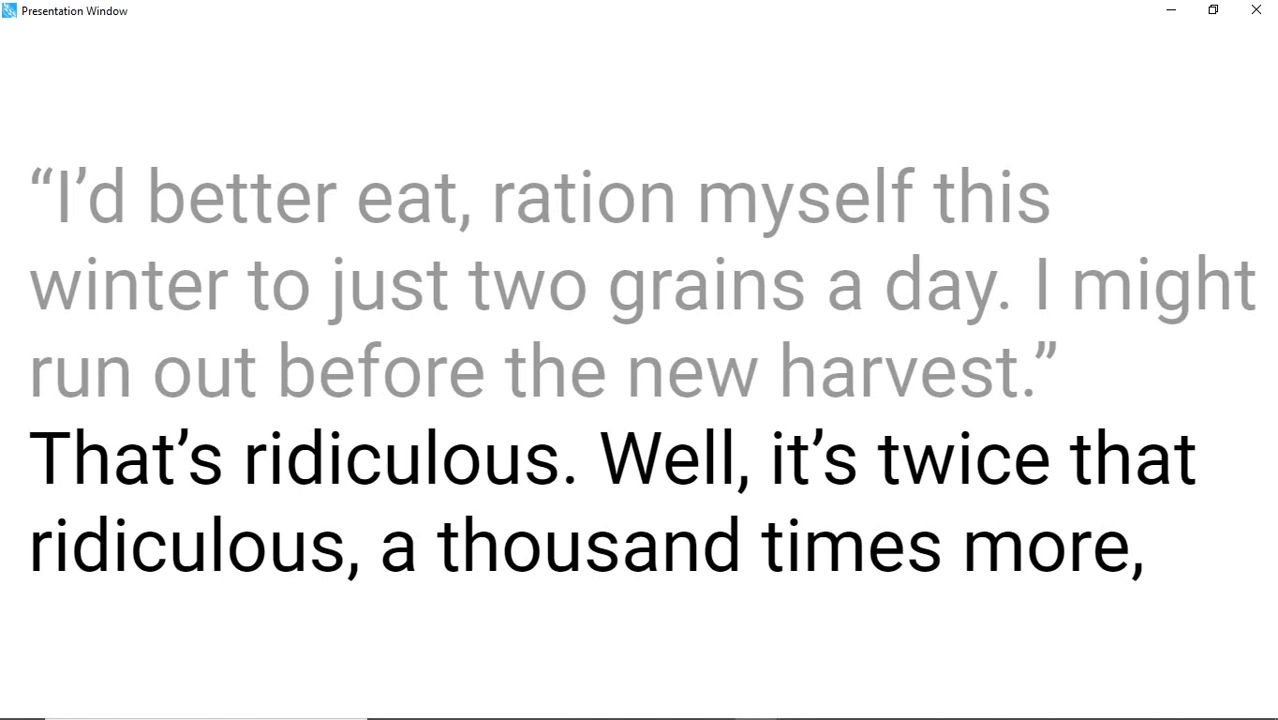 Presentation Window
“I’d better eat, ration myself this
winter to just two grains a day. I might
run out before the new harvest.”
That’s ridiculous. Well, it’s twice that
ridiculous, a thousand times more,